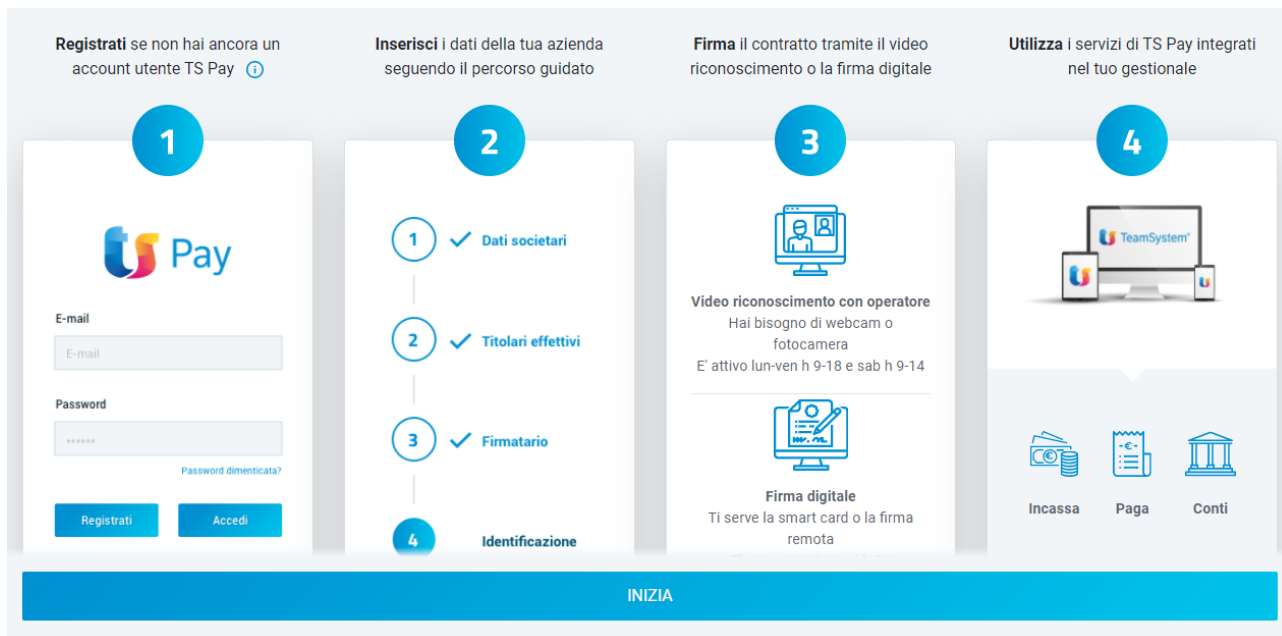 Registrati se non hai ancora un
account utente TS Pay
1
ts Pay
E-mail
E-mail
Password
••••••
Password dimenticata?
Registrati
Accedi
Inserisci i dati della tua azienda
seguendo il percorso guidato
2
1 Dati societari
2 Titolari effettivi
3 Firmatario
4 Identificazione
Firma il contratto tramite il video
riconoscimento o la firma digitale
3
Video riconoscimento con operatore
Hai bisogno di webcam o
fotocamera
E' attivo lun-ven h 9-18 e sab h 9-14
Firma digitale
Ti serve la smart card o la firma
remota
Utilizza i servizi di TS Pay integrati
nel tuo gestionale
4
ts TeamSystem®
ts
ts
Incassa
Paga
Conti
INIZIA